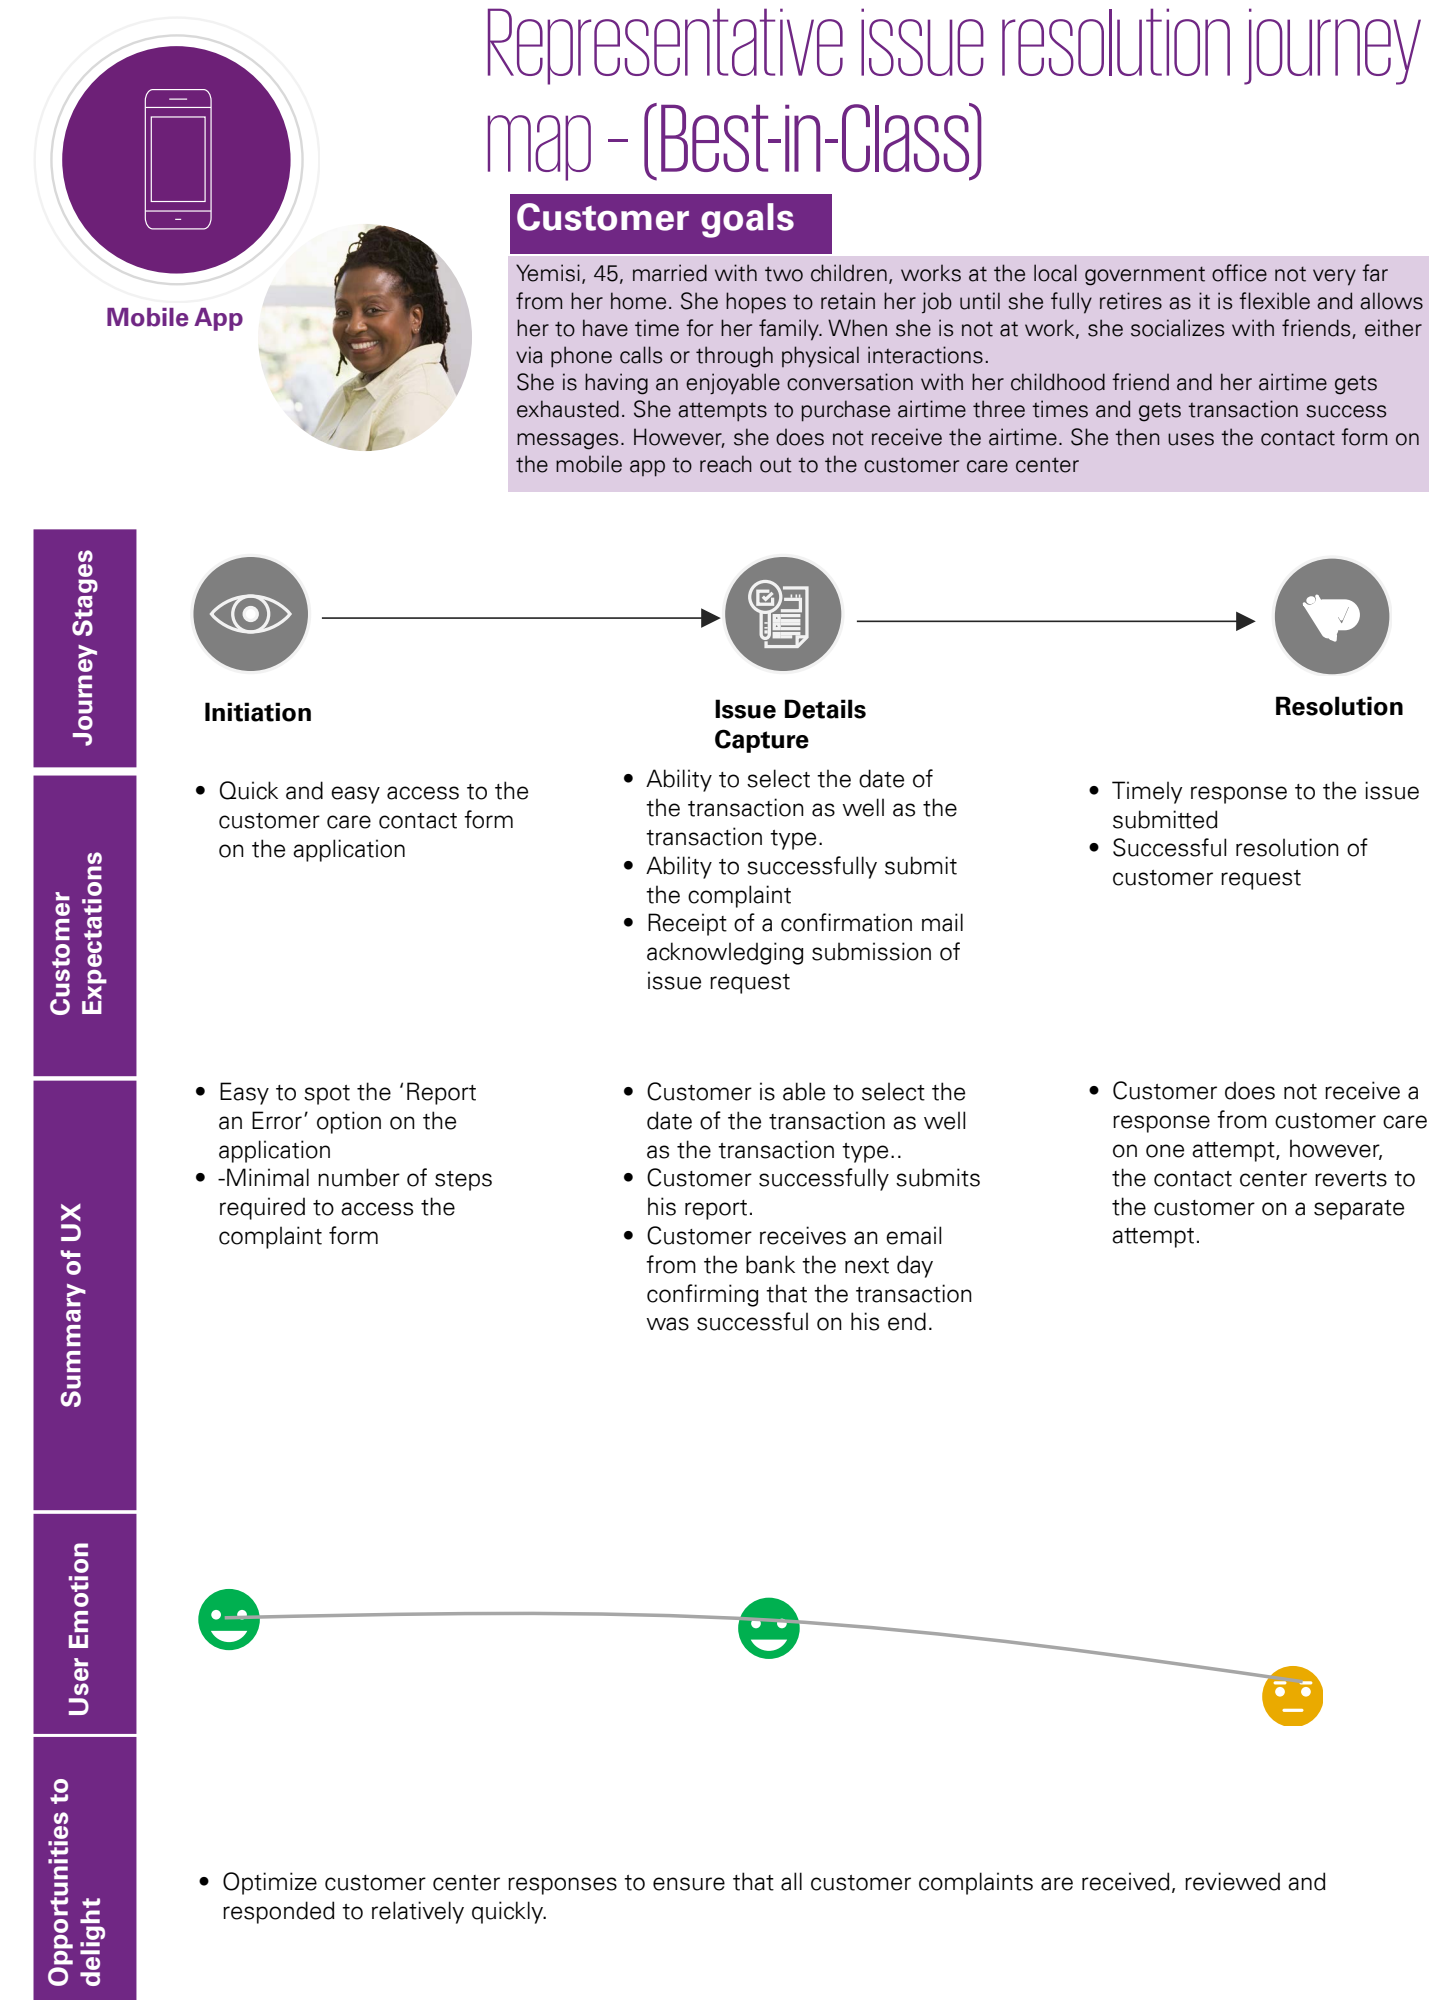 Representative issue resolution journey
map – (Best-in-Class)
Mobile App
Customer goals
Yemisi, 45, married with two children, works at the local government office not very far
from her home. She hopes to retain her job until she fully retires as it is flexible and allows
her to have time for her family. When she is not at work, she socializes with friends, either
via phone calls or through physical interactions.
She is having an enjoyable conversation with her childhood friend and her airtime gets
exhausted. She attempts to purchase airtime three times and gets transaction success
messages. However, she does not receive the airtime. She then uses the contact form on
the mobile app to reach out to the customer care center
Journey Stages
Initiation
Issue Details
Capture
Resolution
Customer
Expectations
• Quick and easy access to the
customer care contact form
on the application
• Ability to select the date of
the transaction as well as the
transaction type.
• Ability to successfully submit
the complaint
• Receipt of a confirmation mail
acknowledging submission of
issue request
• Timely response to the issue
submitted
• Successful resolution of
customer request
Summary of UX
• Easy to spot the ‘Report
an Error’ option on the
application
• -Minimal number of steps
required to access the
complaint form
• Customer is able to select the
date of the transaction as well
as the transaction type..
• Customer successfully submits
his report.
• Customer receives an email
from the bank the next day
confirming that the transaction
was successful on his end.
• Customer does not receive a
response from customer care
on one attempt, however,
the contact center reverts to
the customer on a separate
attempt.
User Emotion
Opportunities to
delight
• Optimize customer center responses to ensure that all customer complaints are received, reviewed and
responded to relatively quickly.